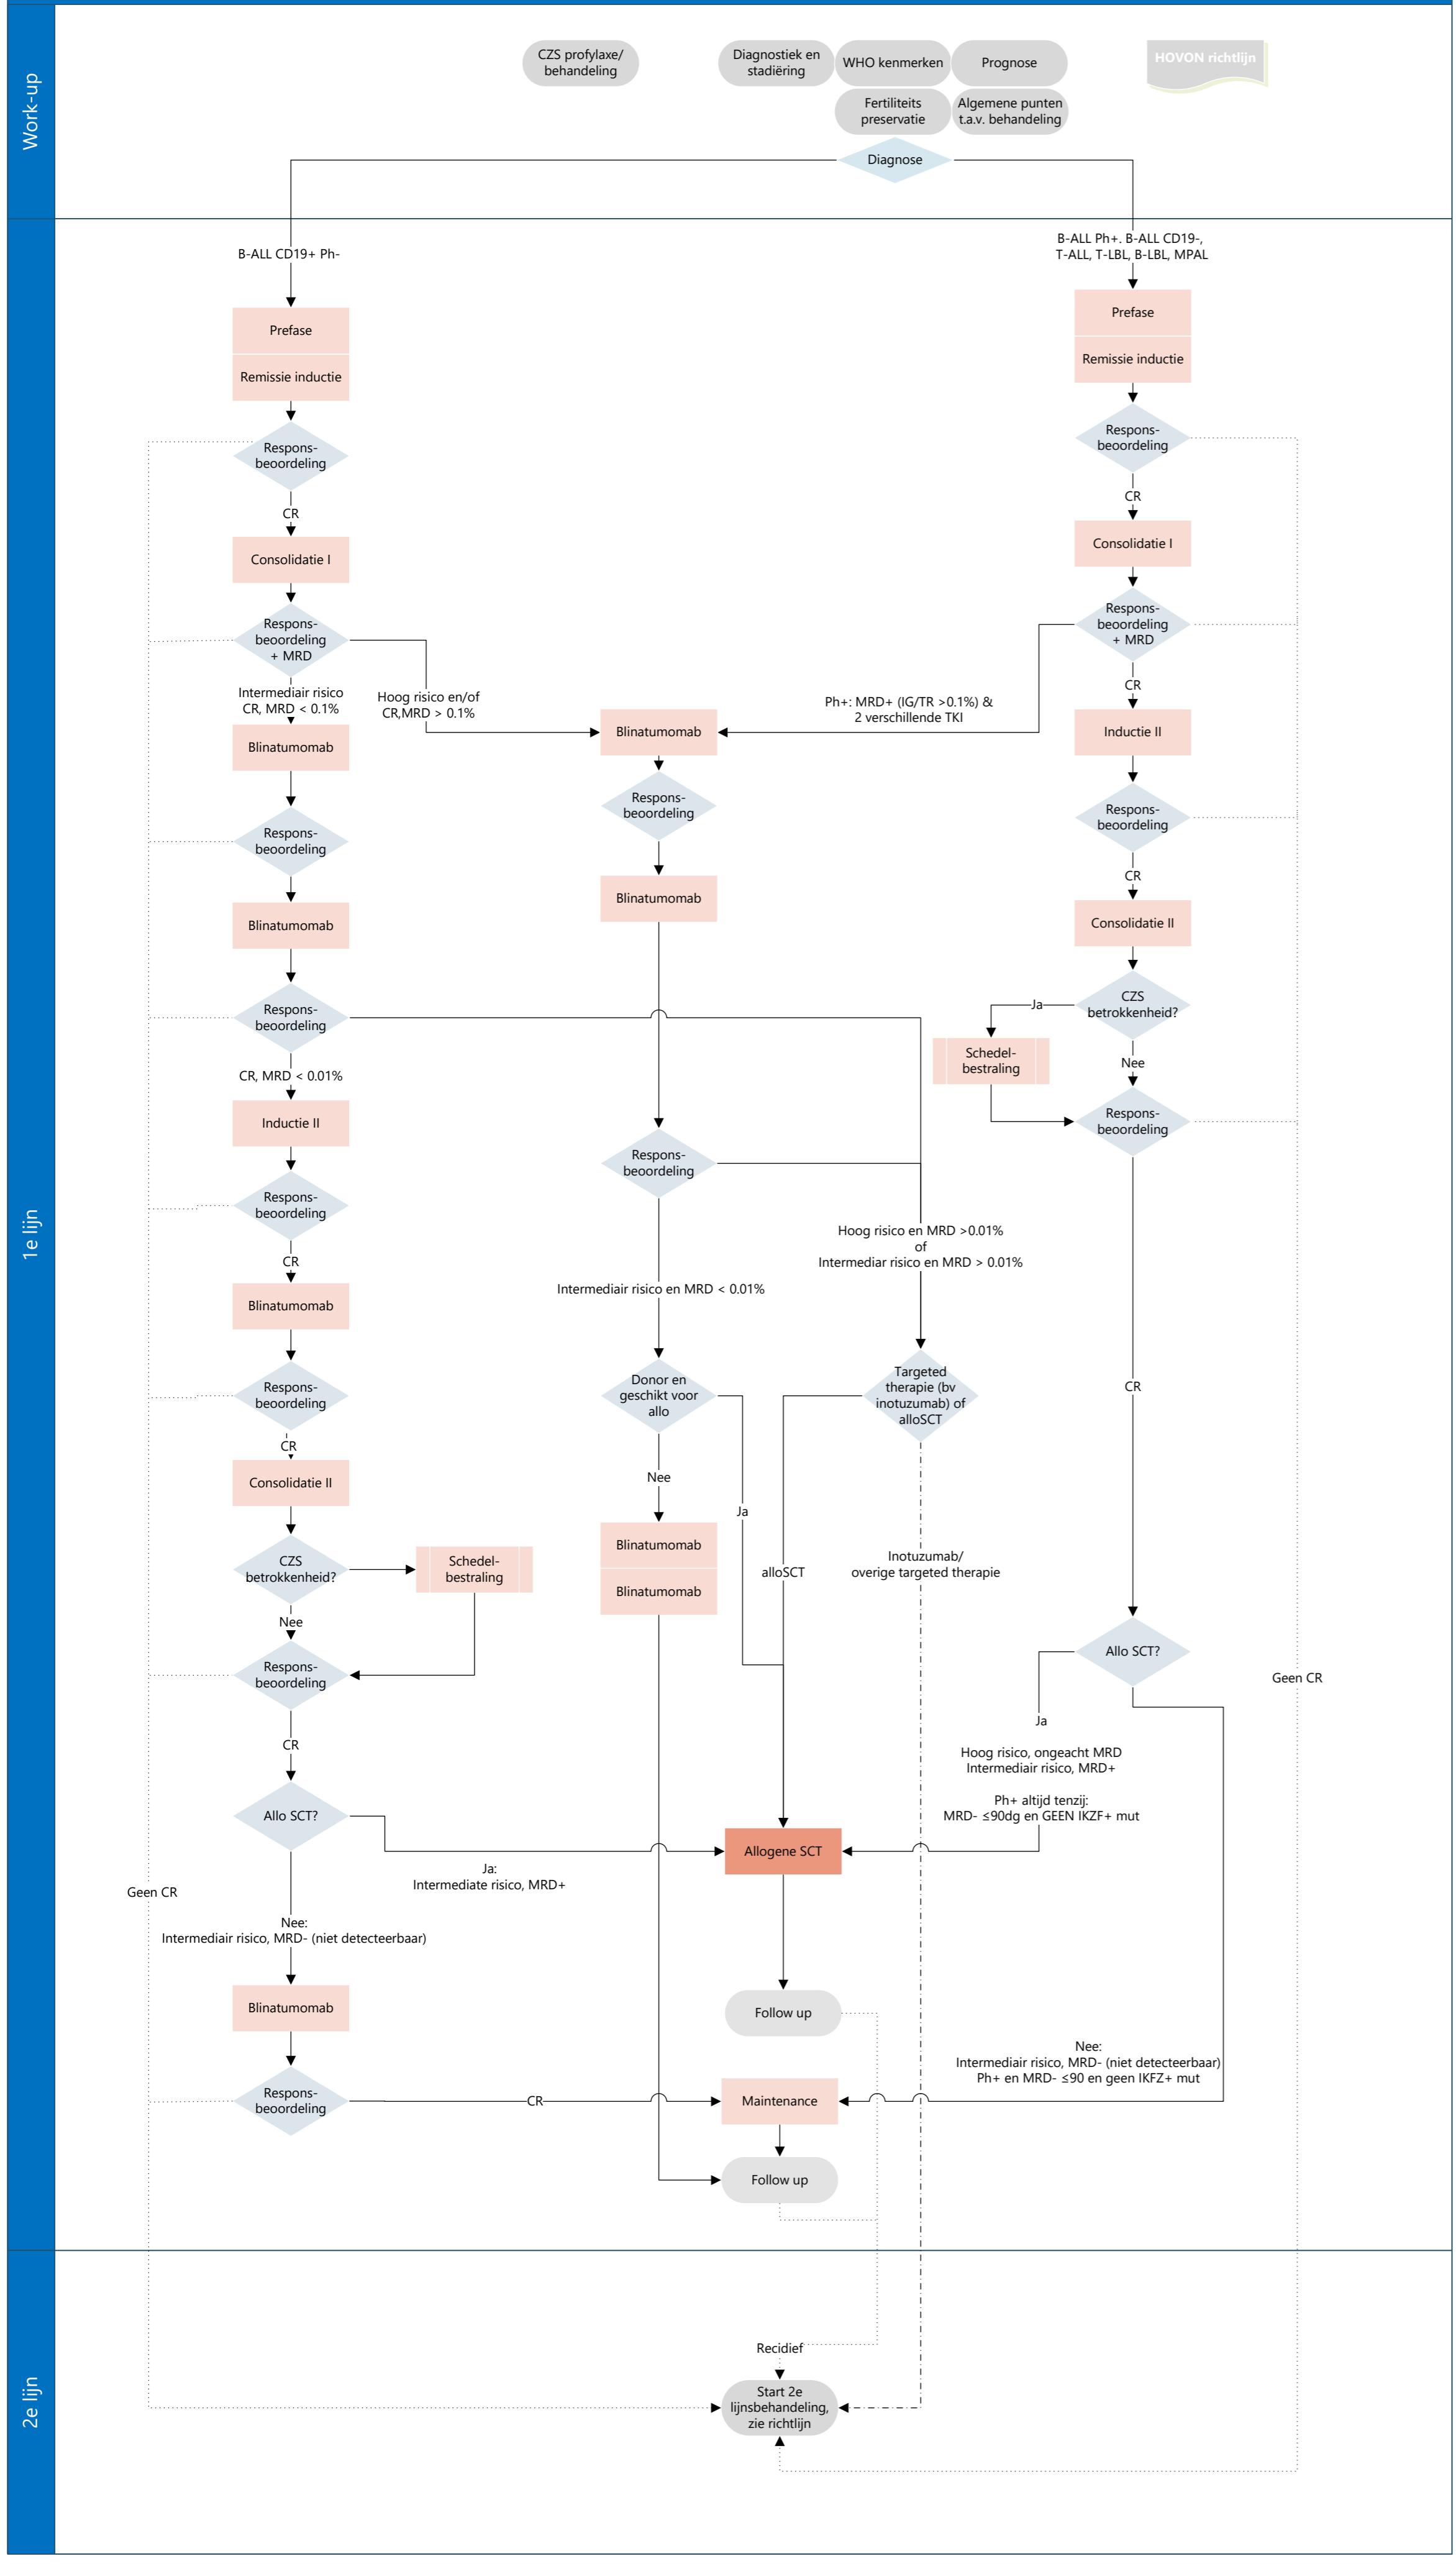 Work-up
CZS profylaxe/
behandeling
Diagnostiek en
stadiëring
WHO kenmerken
Prognose
HOVON richtlijn
Fertiliteits
preservatie
Algemene punten
t.a.v. behandeling
Diagnose
1e lijn
B-ALL CD19+ Ph-
B-ALL Ph+. B-ALL CD19-,
T-ALL, T-LBL, B-LBL, MPAL
Prefase
Remissie inductie
Prefase
Remissie inductie
Respons-
beoordeling
Respons-
beoordeling
CR
CR
Consolidatie I
Consolidatie I
Respons-
beoordeling
+ MRD
Respons-
beoordeling
+ MRD
Intermediair risico
CR, MRD < 0.1%
Hoog risico en/of
CR,MRD > 0.1%
Ph+: MRD+ (IG/TR >0.1%) &
2 verschillende TKI
CR
Blinatumomab
Blinatumomab
Inductie II
Respons-
beoordeling
Respons-
beoordeling
Respons-
beoordeling
CR
Blinatumomab
Blinatumomab
Consolidatie II
Respons-
beoordeling
CZS
betrokkenheid?
Ja
Schedel-
bestraling
Nee
CR, MRD < 0.01%
Inductie II
Respons-
beoordeling
Respons-
beoordeling
Respons-
beoordeling
Hoog risico en MRD >0.01%
of
Intermediar risico en MRD > 0.01%
CR
Intermediair risico en MRD < 0.01%
Blinatumomab
Respons-
beoordeling
Donor en
geschikt voor
allo
Targeted
therapie (bv
inotuzumab) of
alloSCT
CR
CR
Consolidatie II
Nee
Ja
CZS
betrokkenheid?
Schedel-
bestraling
Blinatumomab
Blinatumomab
alloSCT
Inotuzumab/
overige targeted therapie
Nee
Respons-
beoordeling
Allo SCT?
Geen CR
CR
Ja
Hoog risico, ongeacht MRD
Intermediair risico, MRD+
Ph+ altijd tenzij:
MRD- ≤90dg en GEEN IKZF+ mut
Allo SCT?
Allogene SCT
Ja:
Intermediate risico, MRD+
Geen CR
Nee:
Intermediair risico, MRD- (niet detecteerbaar)
Blinatumomab
Follow up
Nee:
Intermediair risico, MRD- (niet detecteerbaar)
Ph+ en MRD- ≤90 en geen IKFZ+ mut
Respons-
beoordeling
CR
Maintenance
Follow up
2e lijn
Recidief
Start 2e
lijnsbehandeling,
zie richtlijn